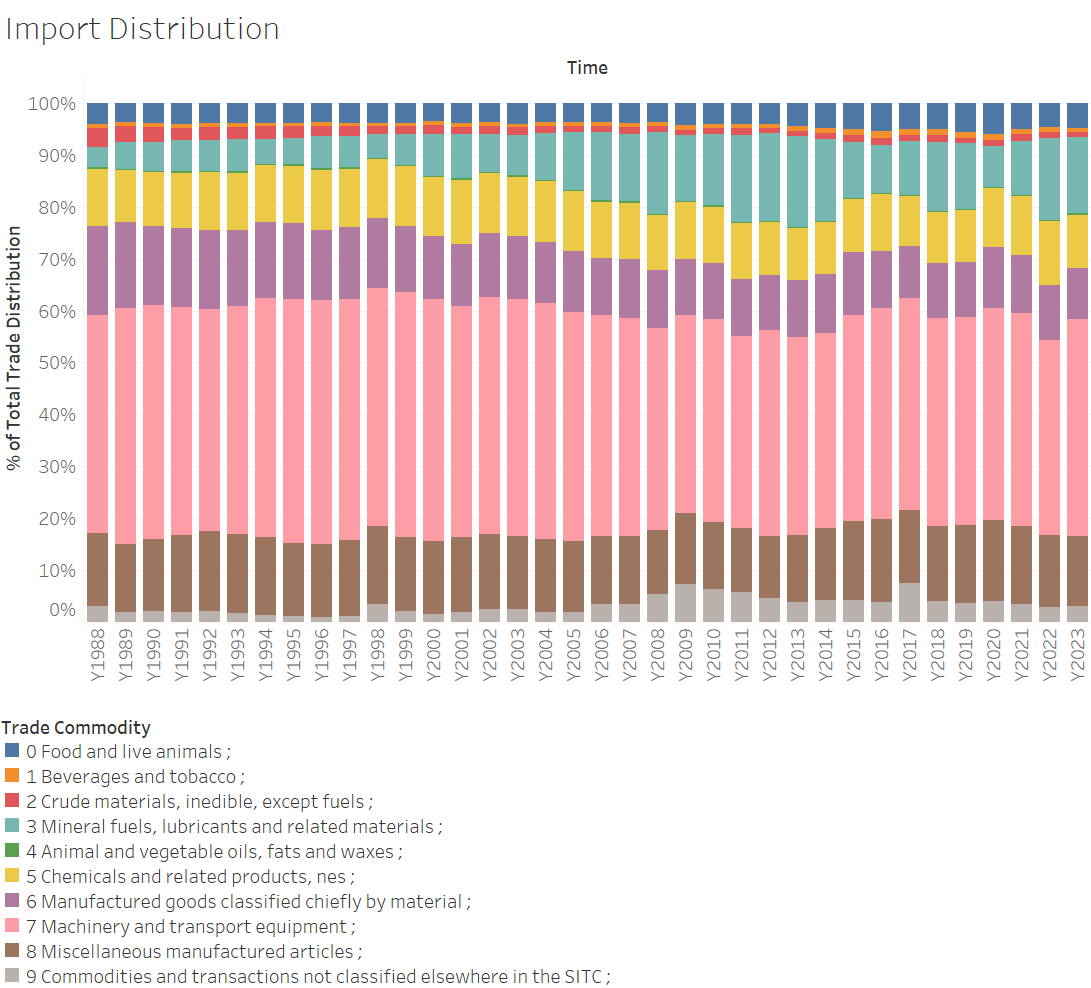 Import Distribution
Time
% of Total Trade Distribution
100%
90%
80%
70%
60%
50%
40%
30%
20%
10%
0%
Y1988
Y1989
Y1990
Y1991
Y1992
Y1993
Y1994
Y1995
Y1996
Y1997
Y1998
Y1999
Y2000
Y2001
Y2002
Y2003
Y2004
Y2005
Y2006
Y2007
Y2008
Y2009
Y2010
Y2011
Y2012
Y2013
Y2014
Y2015
Y2016
Y2017
Y2018
Y2019
Y2020
Y2021
Y2022
Y2023
Trade Commodity
0 Food and live animals ;
1 Beverages and tobacco ;
2 Crude materials, inedible, except fuels ;
3 Mineral fuels, lubricants and related materials ;
4 Animal and vegetable oils, fats and waxes ;
5 Chemicals and related products, nes ;
6 Manufactured goods classified chiefly by material ;
7 Machinery and transport equipment ;
8 Miscellaneous manufactured articles ;
9 Commodities and transactions not classified elsewhere in the SITC ;